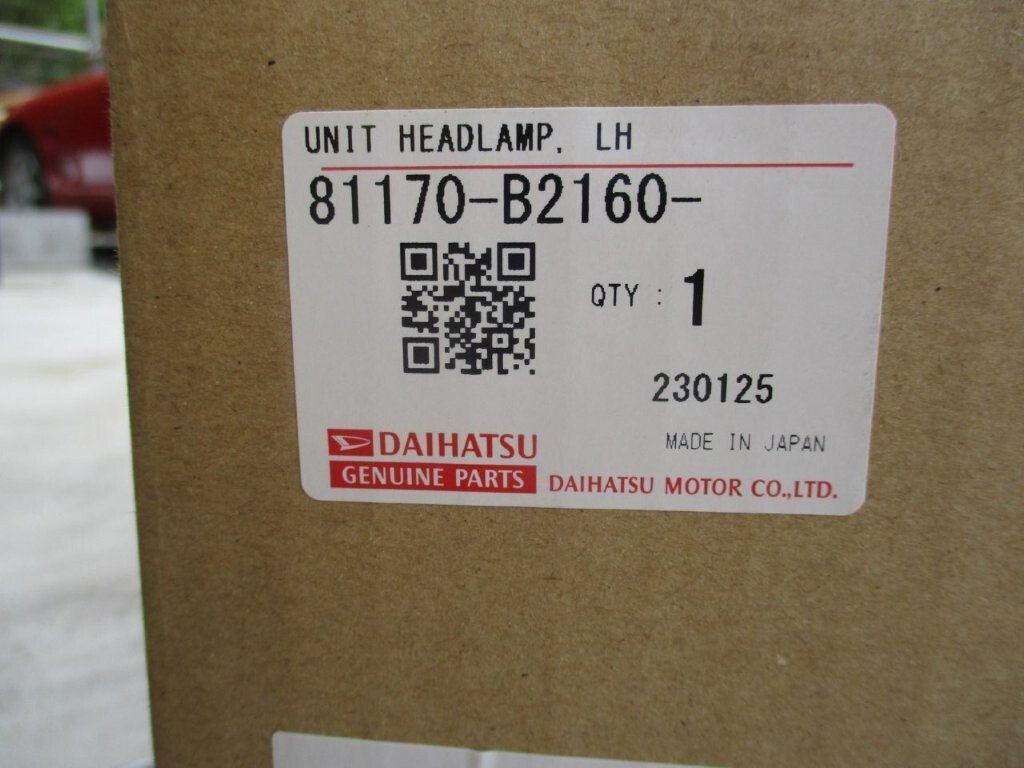 UNIT HEADLAMP, LH
81170-B2160-
QTY : 1
230125
MADE IN JAPAN
DAIHATSU
GENUINE PARTS
DAIHATSU MOTOR CO.,LTD.